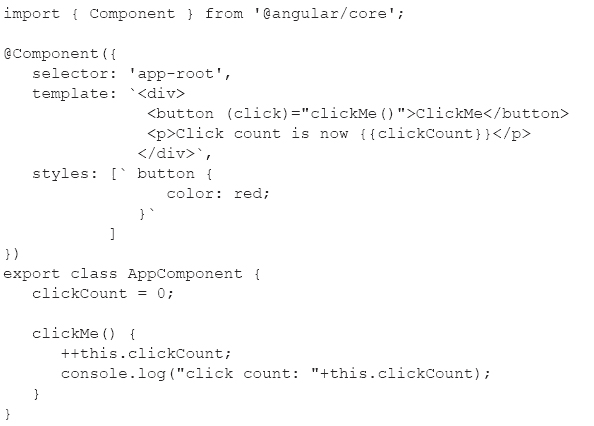 import { Component } from '@angular/core';

@Component({
   selector: 'app-root',
   template: `<div>
               <button (click)="clickMe()">ClickMe</button>
               <p>Click count is now {{clickCount}}</p>
              </div>`,
   styles: [` button {
                 color: red;
              }`
           ]
})
export class AppComponent {
   clickCount = 0;

   clickMe() {
      ++this.clickCount;
      console.log("click count: "+this.clickCount);
   }
}